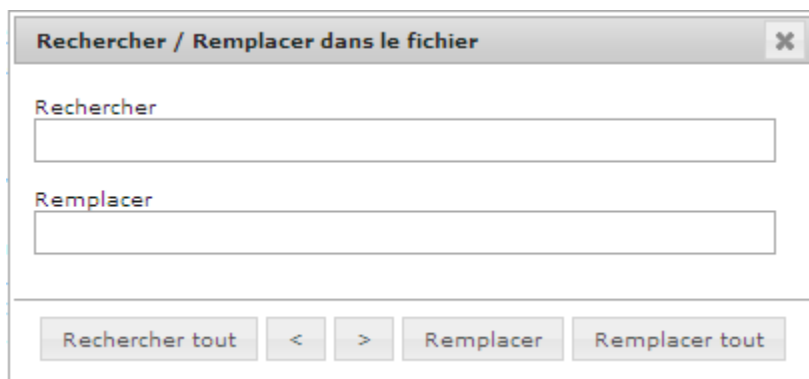 Rechercher / Remplacer dans le fichier
Rechercher
Remplacer
Rechercher tout < > Remplacer Remplacer tout